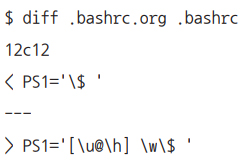 $ diff .bashrc.org .bashrc
12c12
< PS1='\$ '
---
> PS1='[\u@\h] \w\$ '